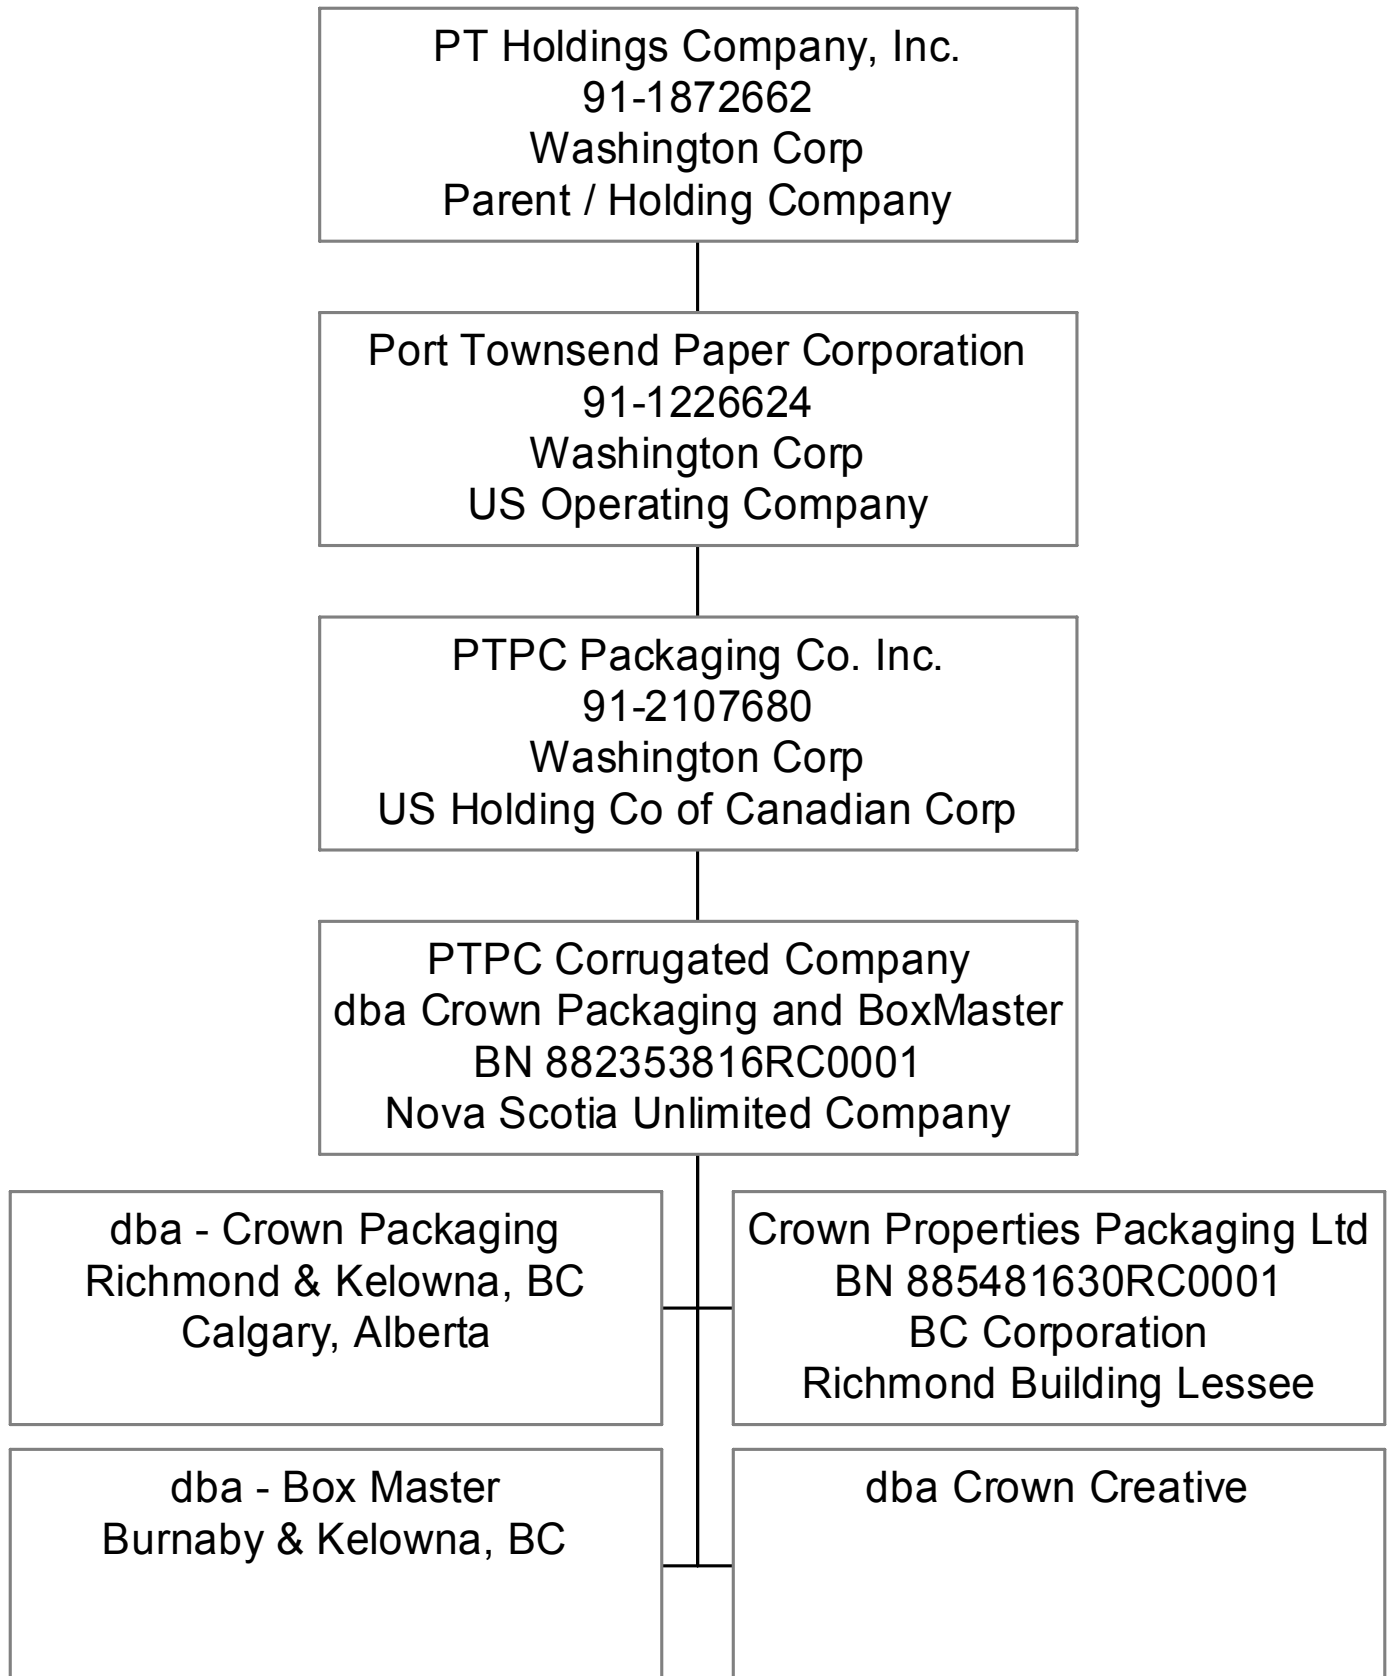 PT Holdings Company, Inc.
91-1872662
Washington Corp
Parent / Holding Company
Port Townsend Paper Corporation
91-1226624
Washington Corp
US Operating Company
PTPC Packaging Co. Inc.
91-2107680
Washington Corp
US Holding Co of Canadian Corp
PTPC Corrugated Company
dba Crown Packaging and BoxMaster
BN 882353816RC0001
Nova Scotia Unlimited Company
dba - Crown Packaging
Richmond & Kelowna, BC
Calgary, Alberta
Crown Properties Packaging Ltd
BN 885481630RC0001
BC Corporation
Richmond Building Lessee
dba - Box Master
Burnaby & Kelowna, BC
dba Crown Creative